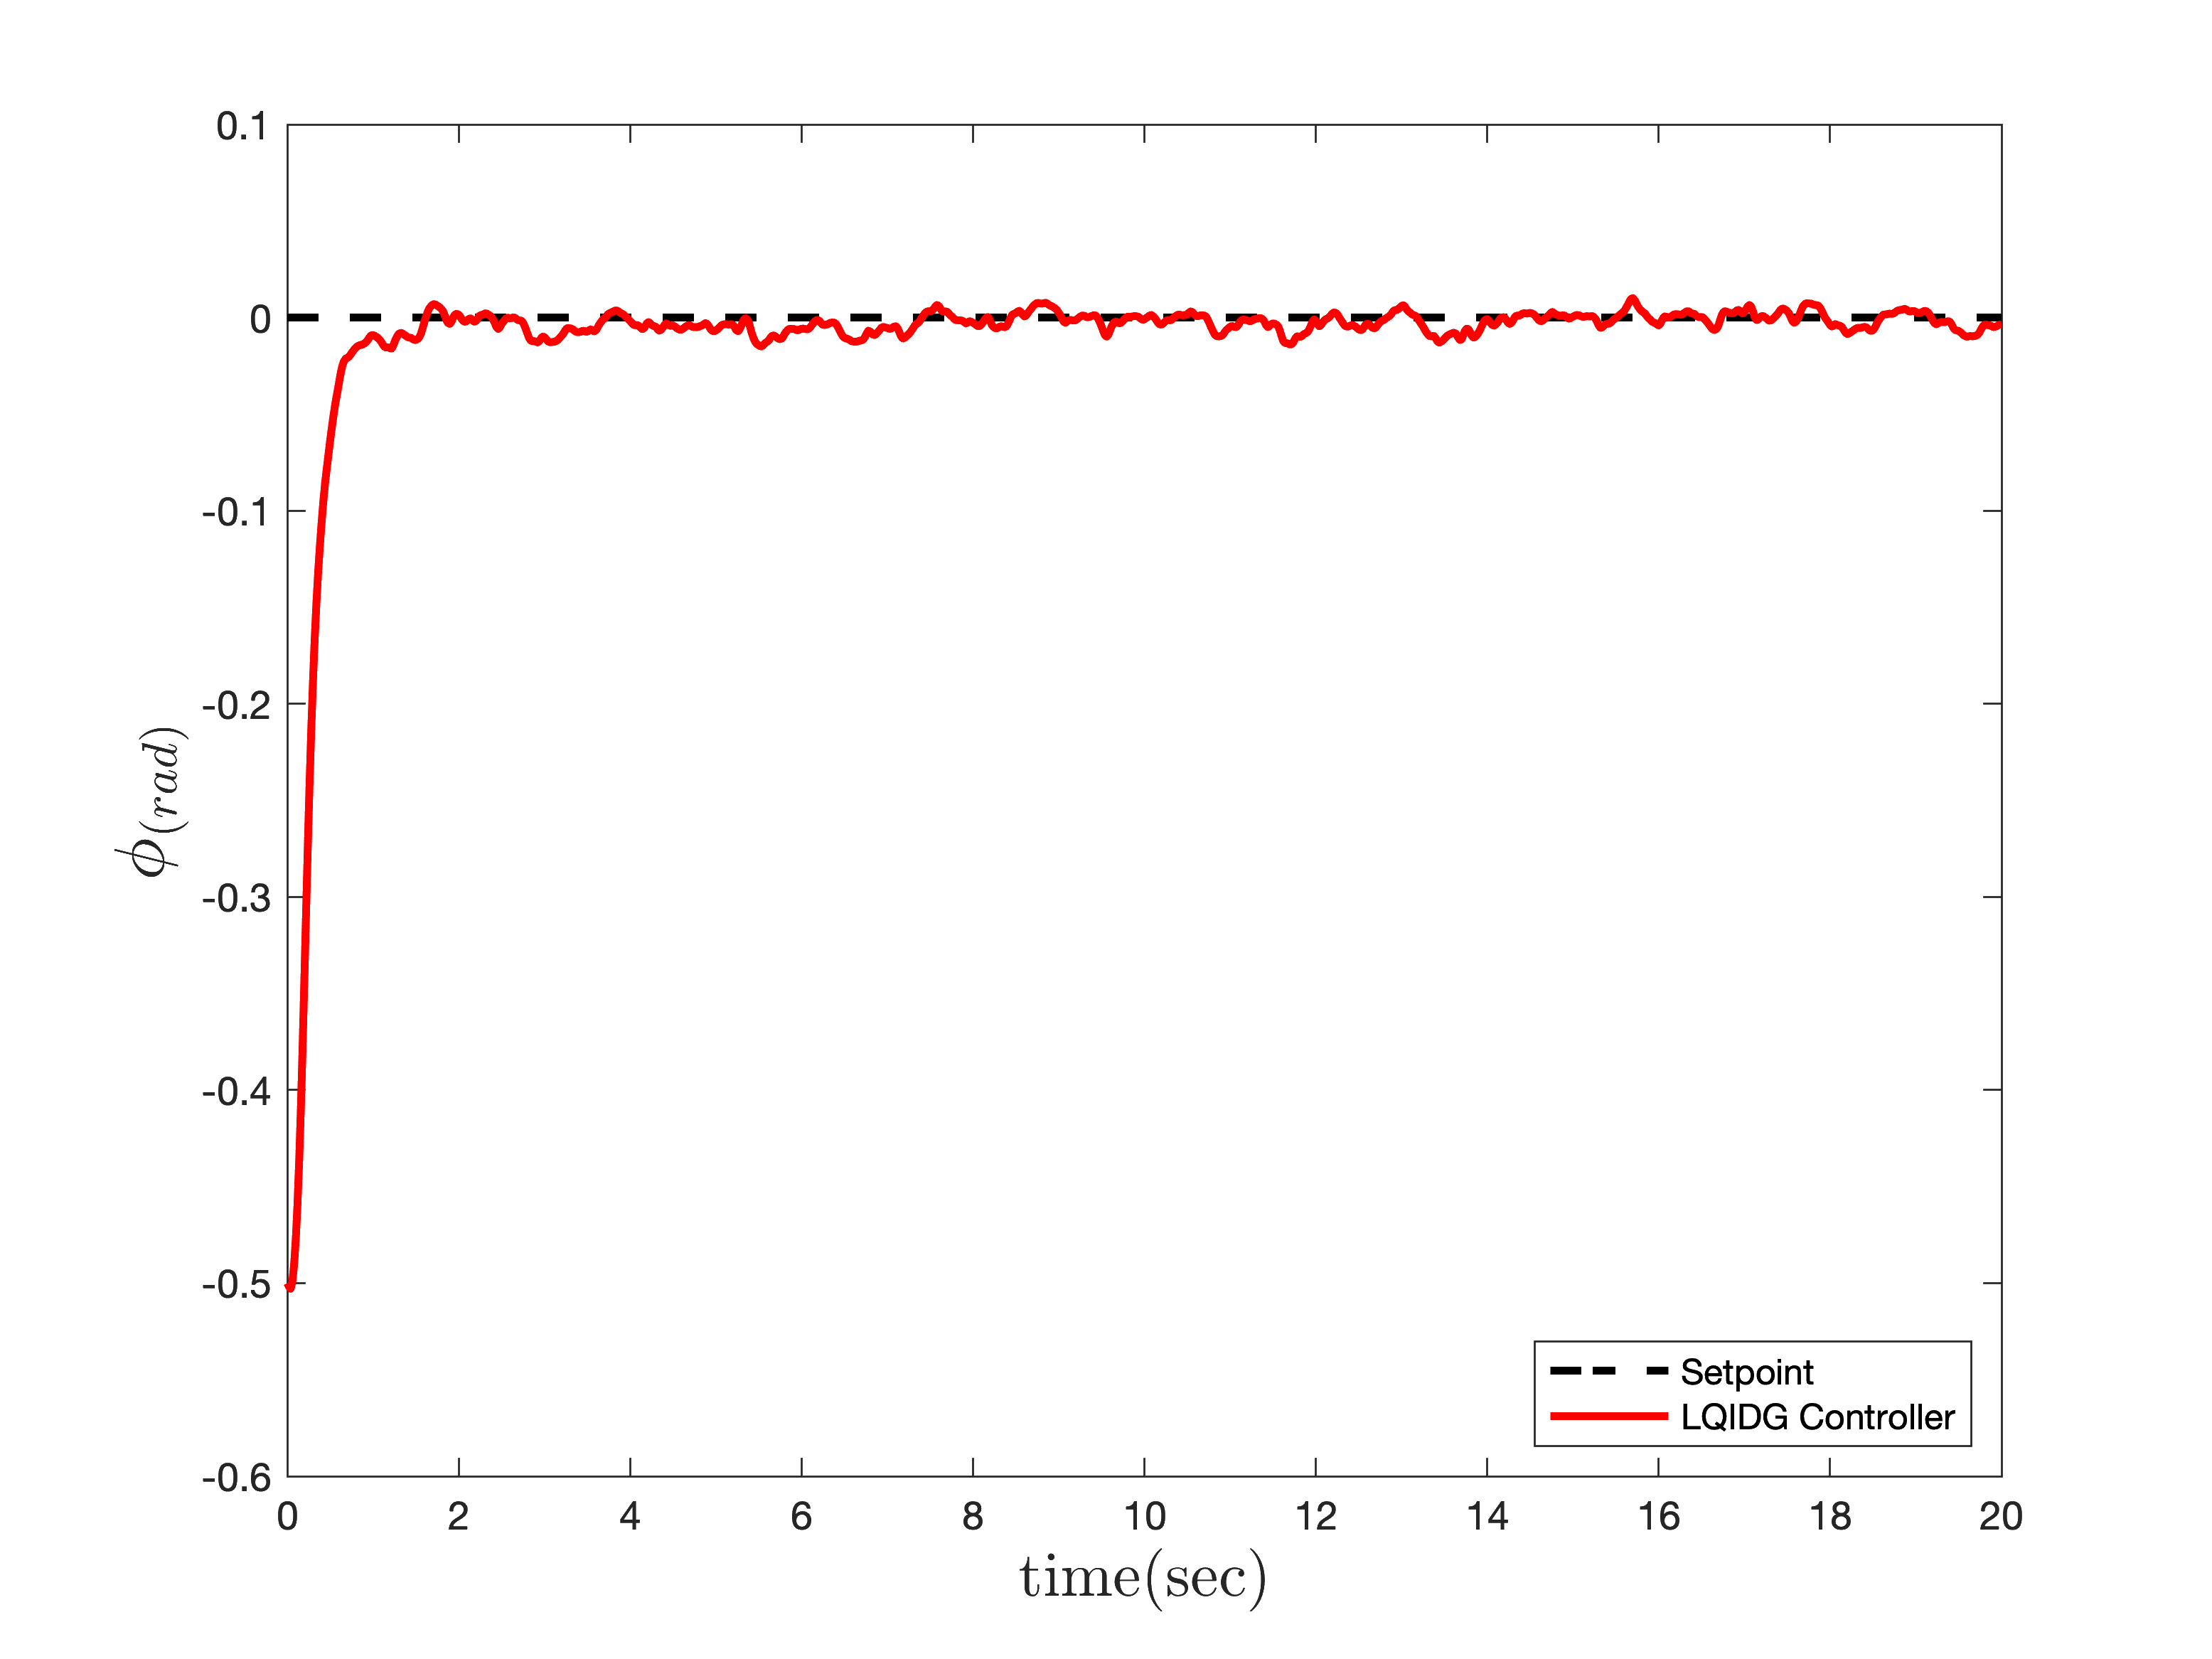 0.1
0
-0.1
-0.2
-0.3
-0.4
-0.5
-0.6
ϕ(rad)
0 2 4 6 8 10 12 14 16 18 20
time(sec)
Setpoint
LQIDG Controller